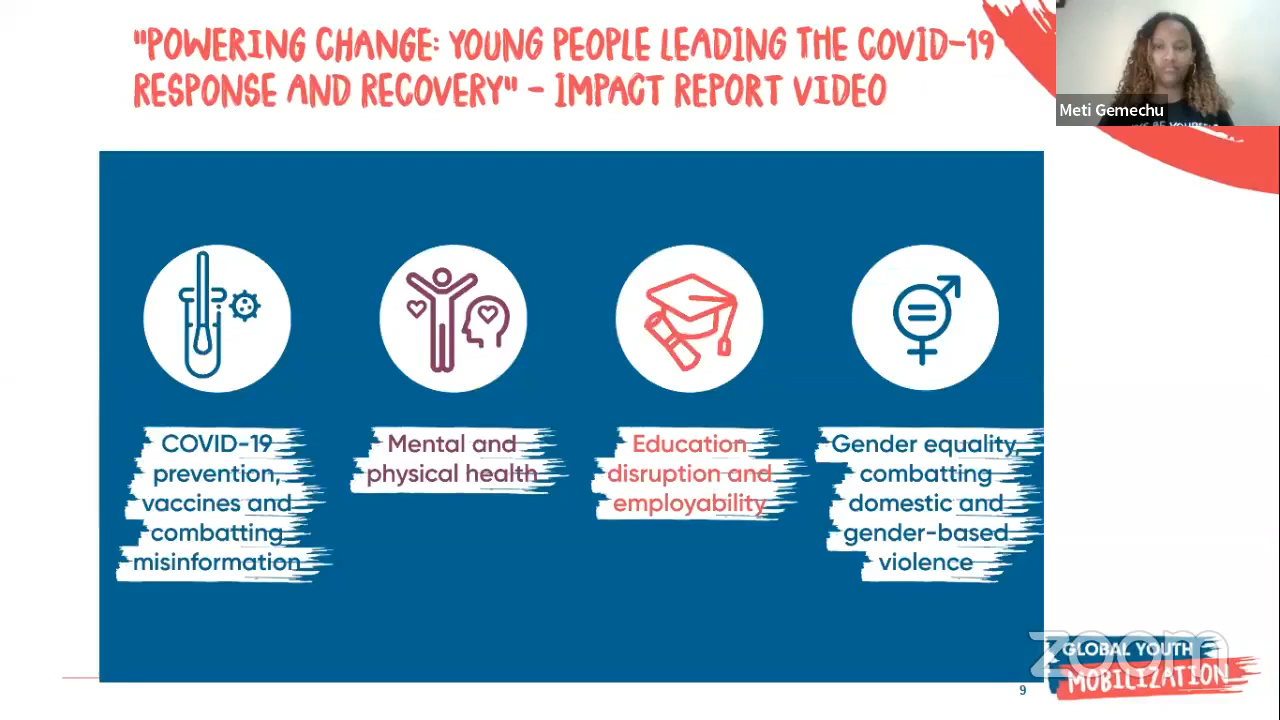 "POWERING CHANGE: YOUNG PEOPLE LEADING THE COVID-19
RESPONSE AND RECOVERY" - IMPACT REPORT VIDEO
Meti Gemechu
COVID-19
prevention,
vaccines and
combatting
misinformation
Mental and
physical health
Education
disruption and
employability
Gender equality,
combatting
domestic and
gender-based
violence
zoom
GLOBAL YOUTH
MOBILIZATION
9